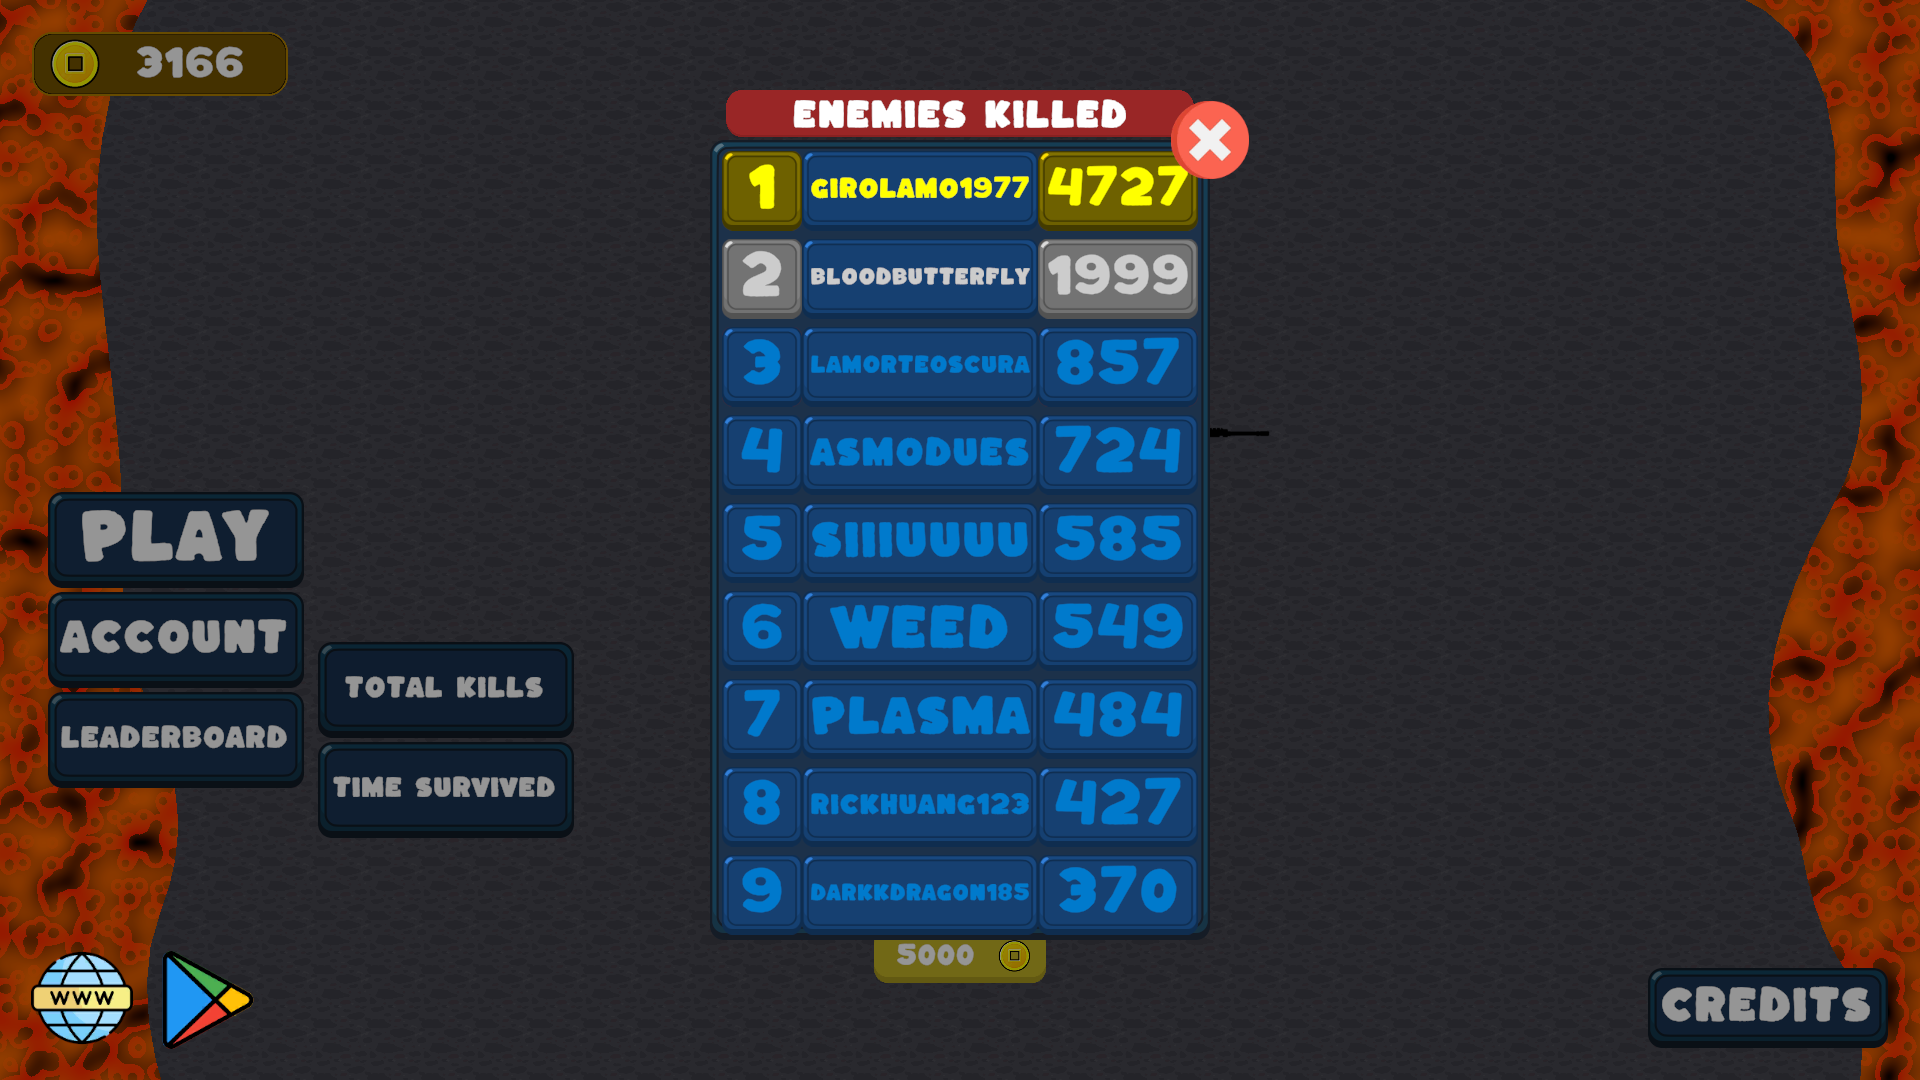 3166
ENEMIES KILLED
1 GIROLAMO1977 4727
2 BLOODBUTTERFLY 1999
3 LAMORTEOSCURA 857
4 ASMODUES 724
5 SIIIUUUU 585
6 WEED 549
7 PLASMA 484
8 RICKHUANG123 427
9 DARKKDRAGON185 370
5000
PLAY
ACCOUNT
LEADERBOARD
TOTAL KILLS
TIME SURVIVED
WWW
CREDITS